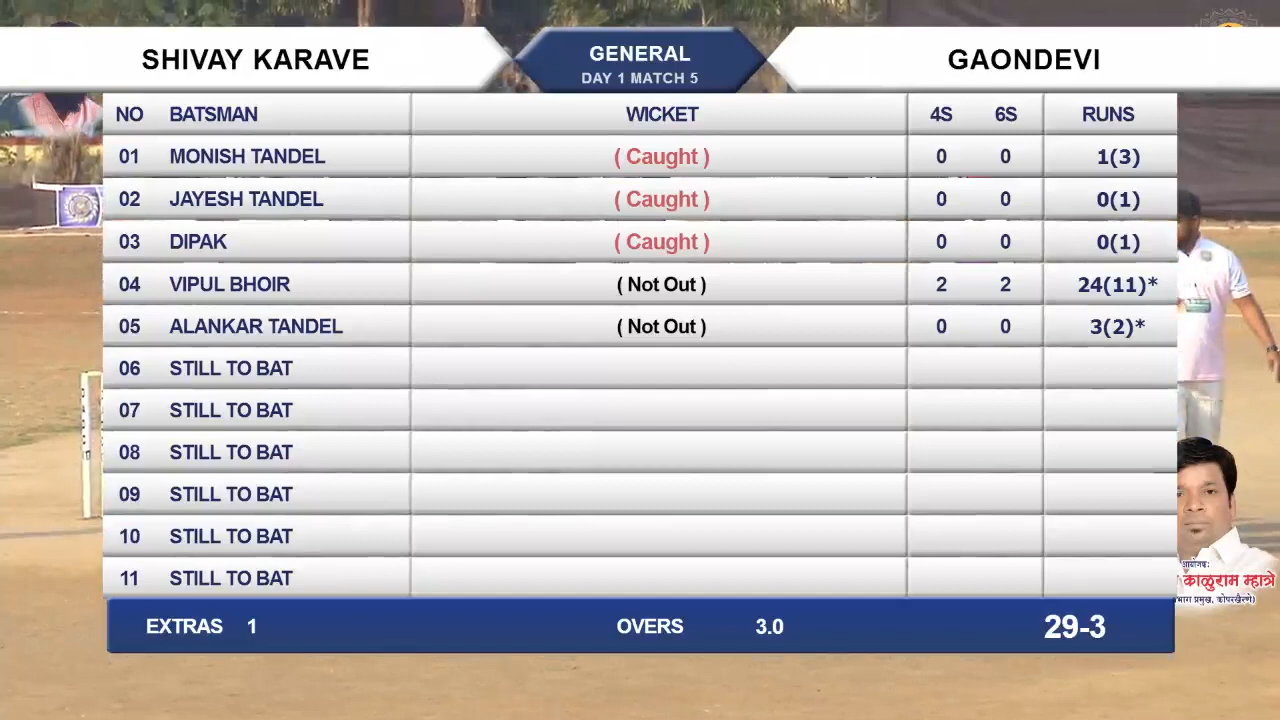 SHIVAY KARAVE
GENERAL
DAY 1 MATCH 5
GAONDEVI
NO BATSMAN WICKET 4S 6S RUNS
01 MONISH TANDEL ( Caught ) 0 0 1(3)
02 JAYESH TANDEL ( Caught ) 0 0 0(1)
03 DIPAK ( Caught ) 0 0 0(1)
04 VIPUL BHOIR ( Not Out ) 2 2 24(11)*
05 ALANKAR TANDEL ( Not Out ) 0 0 3(2)*
06 STILL TO BAT
07 STILL TO BAT
08 STILL TO BAT
09 STILL TO BAT
10 STILL TO BAT
11 STILL TO BAT
EXTRAS 1 OVERS 3.0 29-3
काळुराम म्हात्रे
प्रमुख, कोपरखैरणे)